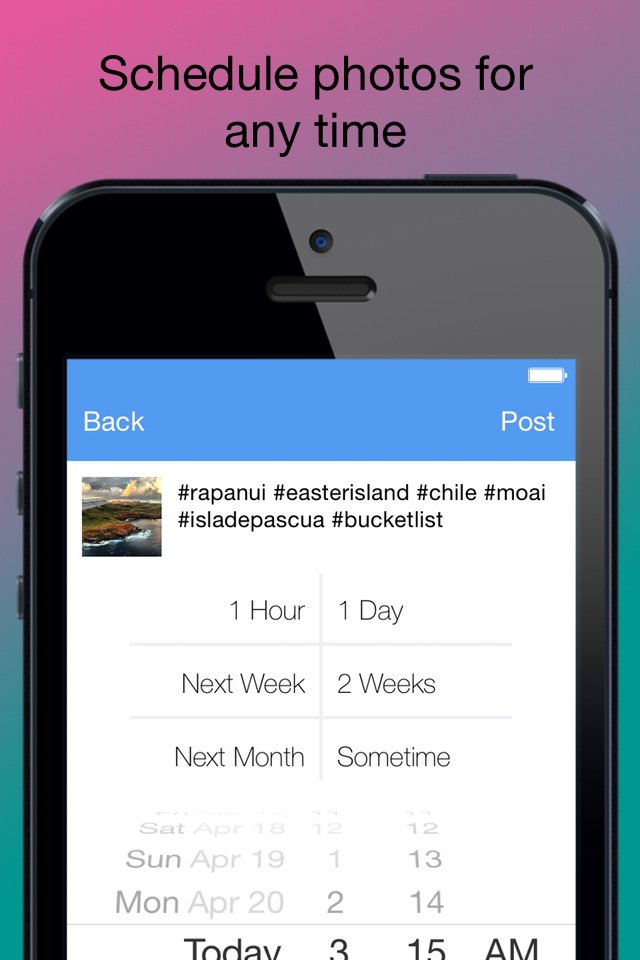 Schedule photos for
any time
Back Post
#rapanui #easterisland #chile #moai
#isladepascua #bucketlist
1 Hour 1 Day
Next Week 2 Weeks
Next Month Sometime
Sat Apr 18 12 12
Sun Apr 19 1 13
Mon Apr 20 2 14
Today 3 15 AM